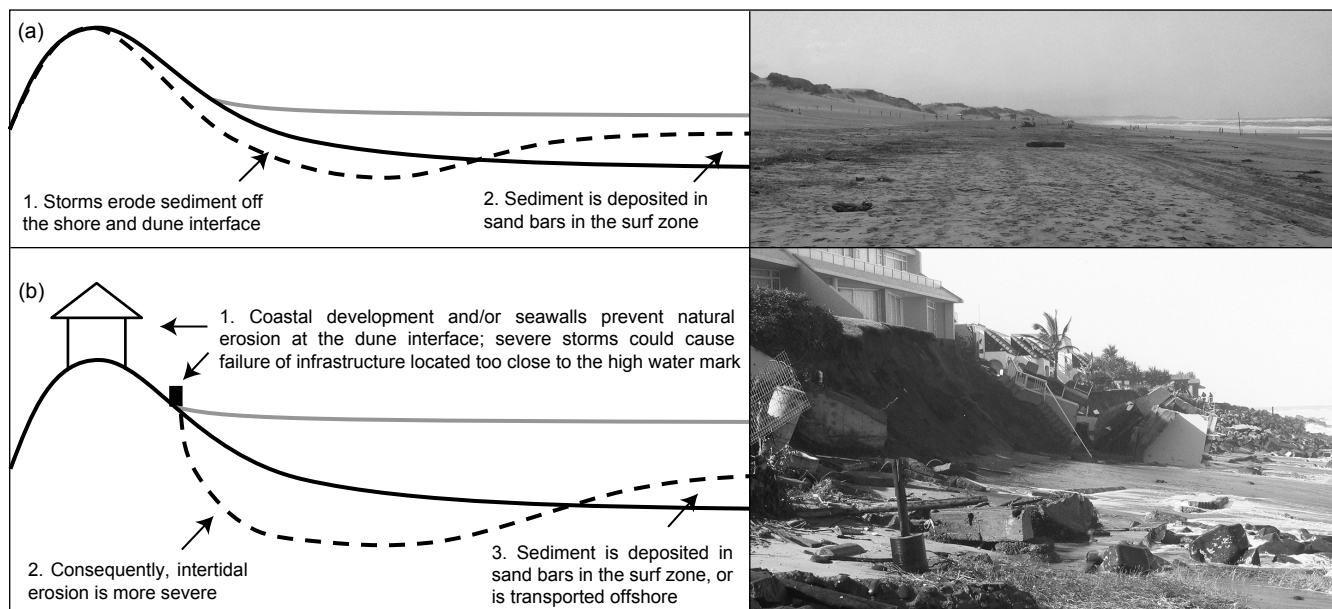 (a)
1. Storms erode sediment off
the shore and dune interface
2. Sediment is deposited in
sand bars in the surf zone
(b)
1. Coastal development and/or seawalls prevent natural
erosion at the dune interface; severe storms could cause
failure of infrastructure located too close to the high water mark
2. Consequently, intertidal
erosion is more severe
3. Sediment is deposited in
sand bars in the surf zone, or
is transported offshore